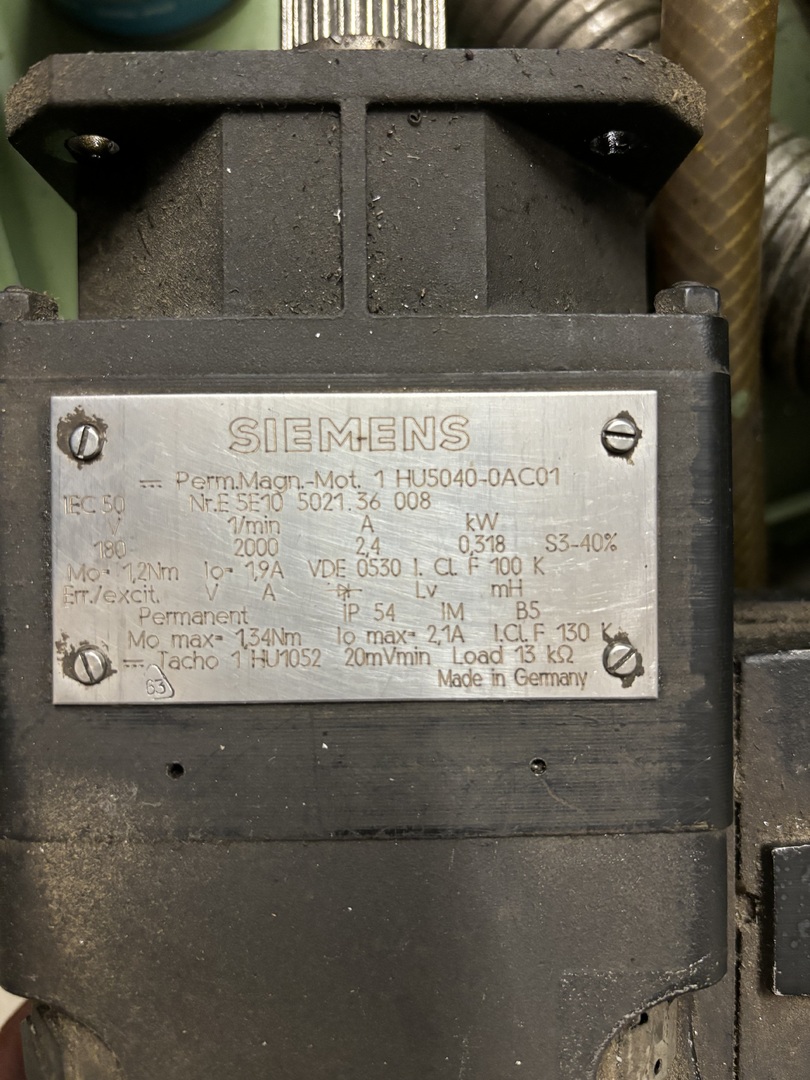 SIEMENS
⎓ Perm.Magn.-Mot. 1 HU5040-0AC01
IEC 50 Nr.E 5E10 5021.36 008
V 1/min A kW
180 2000 2,4 0,318 S3-40%
Mo= 1,2Nm Io= 1,9A VDE 0530 I. Cl. F 100 K
Err./excit. V A Lv mH
Permanent IP 54 IM B5
Mo max= 1,34Nm Io max= 2,1A I.Cl. F 130 K
⎓ Tacho 1 HU1052 20mVmin Load 13 kΩ
63 Made in Germany